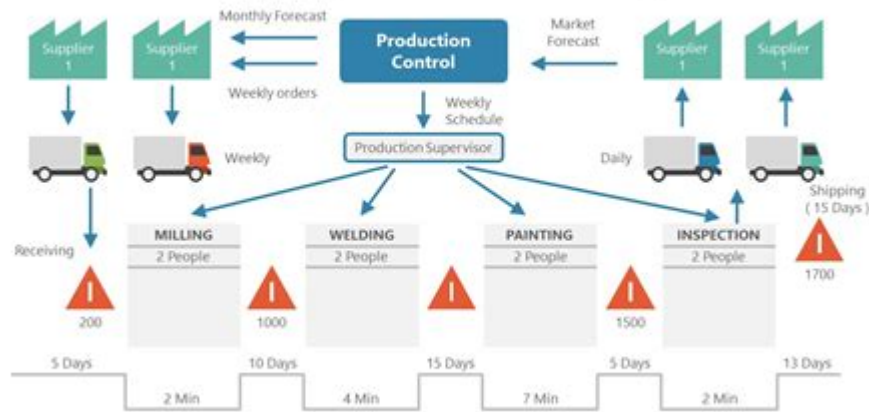 Monthly Forecast
Market
Forecast
Supplier
1
Supplier
1
Production
Control
Supplier
1
Supplier
1
Weekly orders
Weekly
Schedule
Weekly
Production Supervisor
Daily
Shipping
( 15 Days )
Receiving
MILLING
WELDING
PAINTING
INSPECTION
2 People
2 People
2 People
2 People
I
I
I
I
I
1700
200
1000
1500
5 Days
10 Days
15 Days
5 Days
13 Days
2 Min
4 Min
7 Min
2 Min